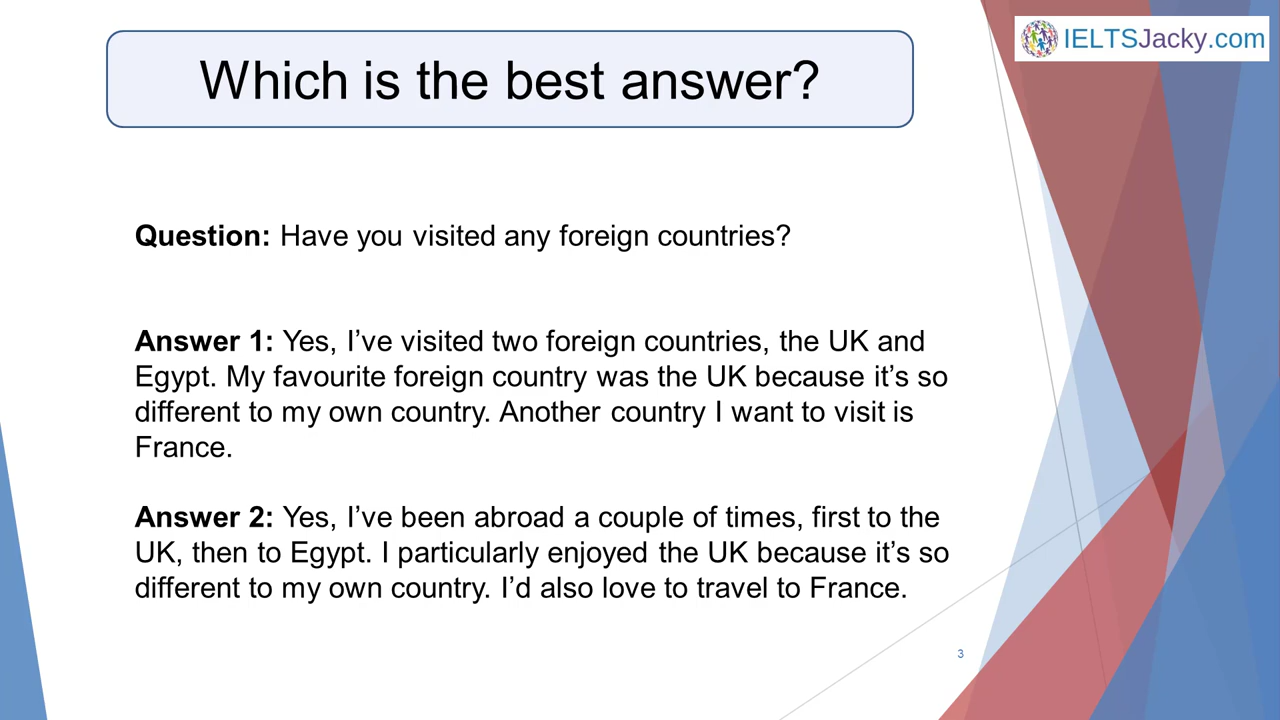 IELTSJacky.com
Which is the best answer?
Question: Have you visited any foreign countries?
Answer 1: Yes, I’ve visited two foreign countries, the UK and
Egypt. My favourite foreign country was the UK because it’s so
different to my own country. Another country I want to visit is
France.
Answer 2: Yes, I’ve been abroad a couple of times, first to the
UK, then to Egypt. I particularly enjoyed the UK because it’s so
different to my own country. I’d also love to travel to France.
3